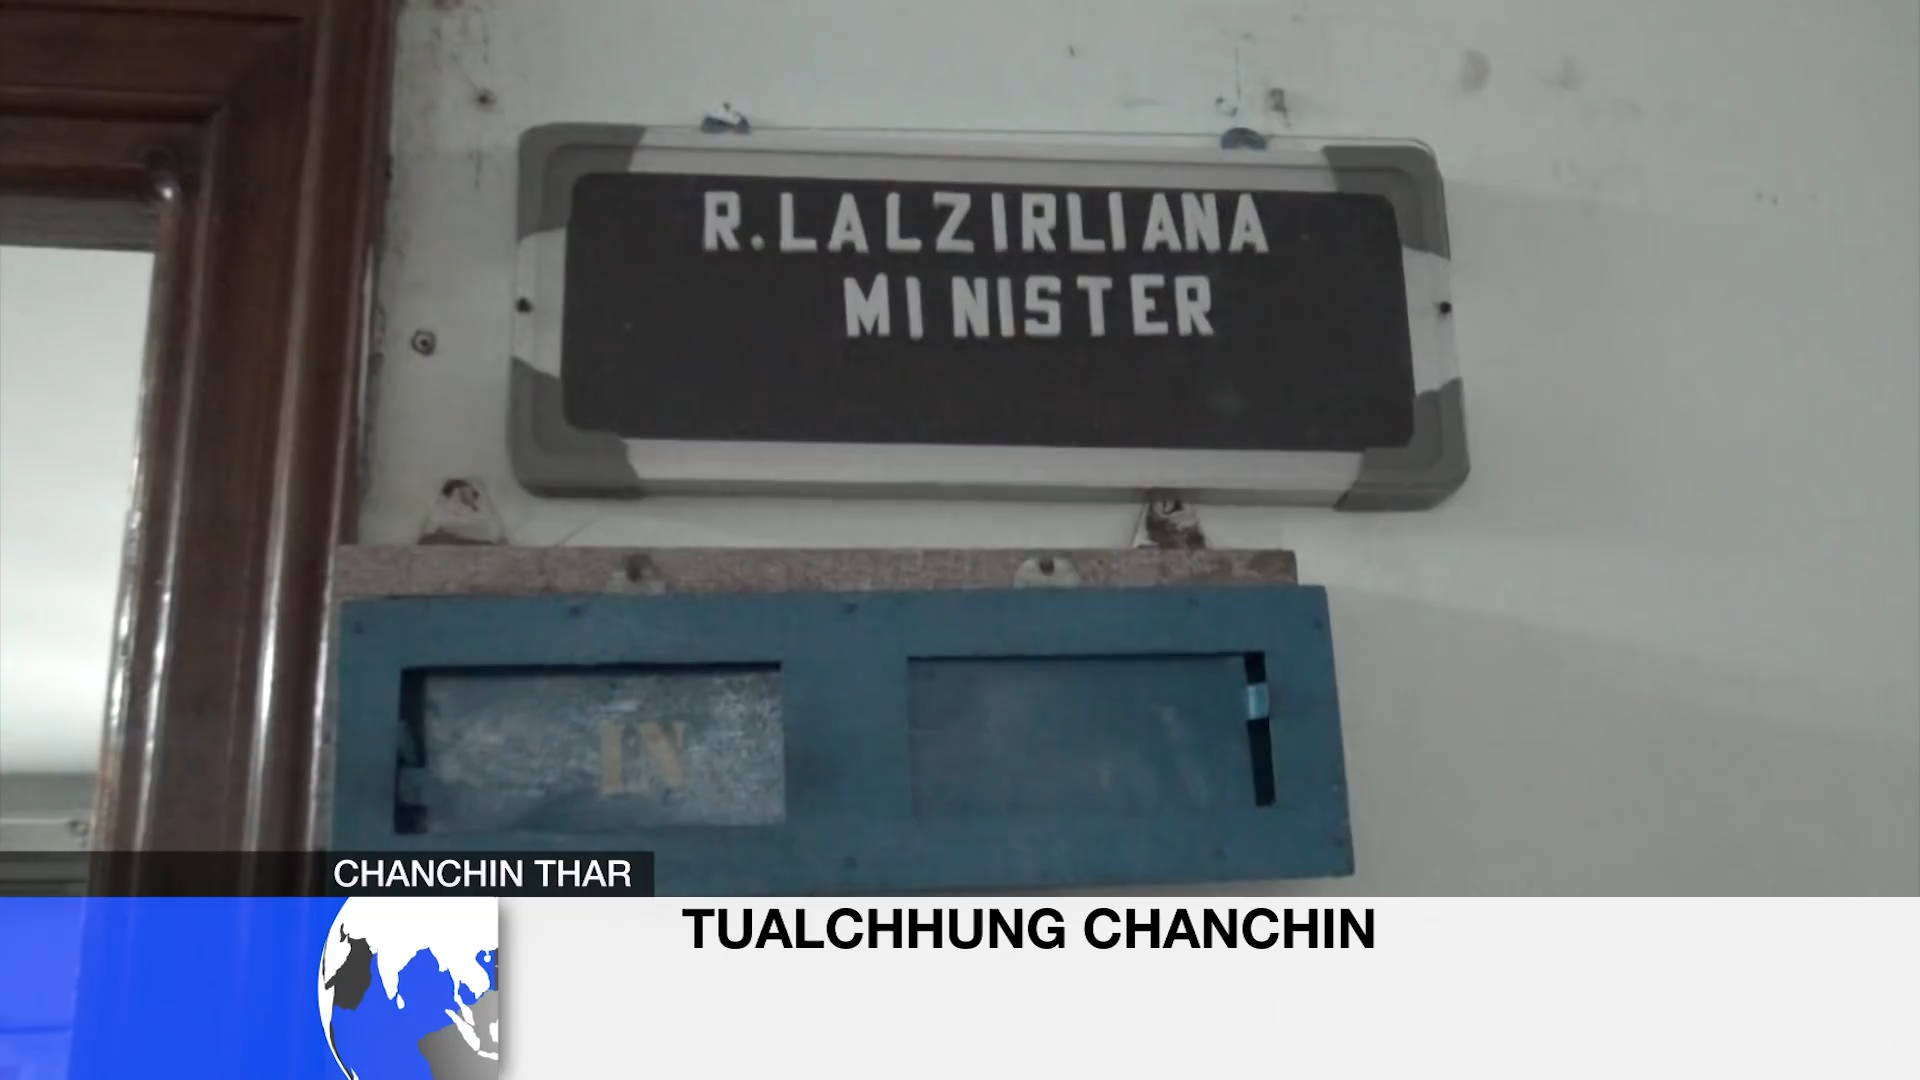 R.LALZIRLIANA
MINISTER
IN
CHANCHIN THAR
TUALCHHUNG CHANCHIN